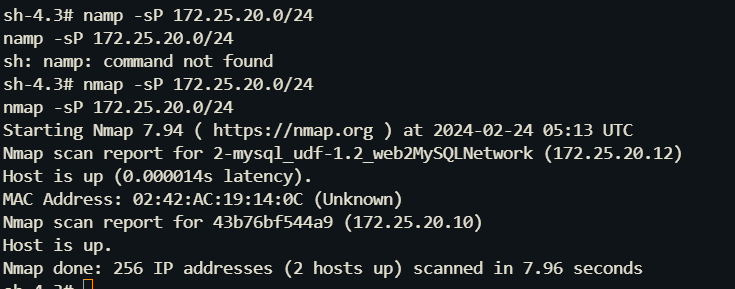 sh-4.3# namp -sP 172.25.20.0/24
namp -sP 172.25.20.0/24
sh: namp: command not found
sh-4.3# nmap -sP 172.25.20.0/24
nmap -sP 172.25.20.0/24
Starting Nmap 7.94 ( https://nmap.org ) at 2024-02-24 05:13 UTC
Nmap scan report for 2-mysql_udf-1.2_web2MySQLNetwork (172.25.20.12)
Host is up (0.000014s latency).
MAC Address: 02:42:AC:19:14:0C (Unknown)
Nmap scan report for 43b76bf544a9 (172.25.20.10)
Host is up.
Nmap done: 256 IP addresses (2 hosts up) scanned in 7.96 seconds
sh-4.3#